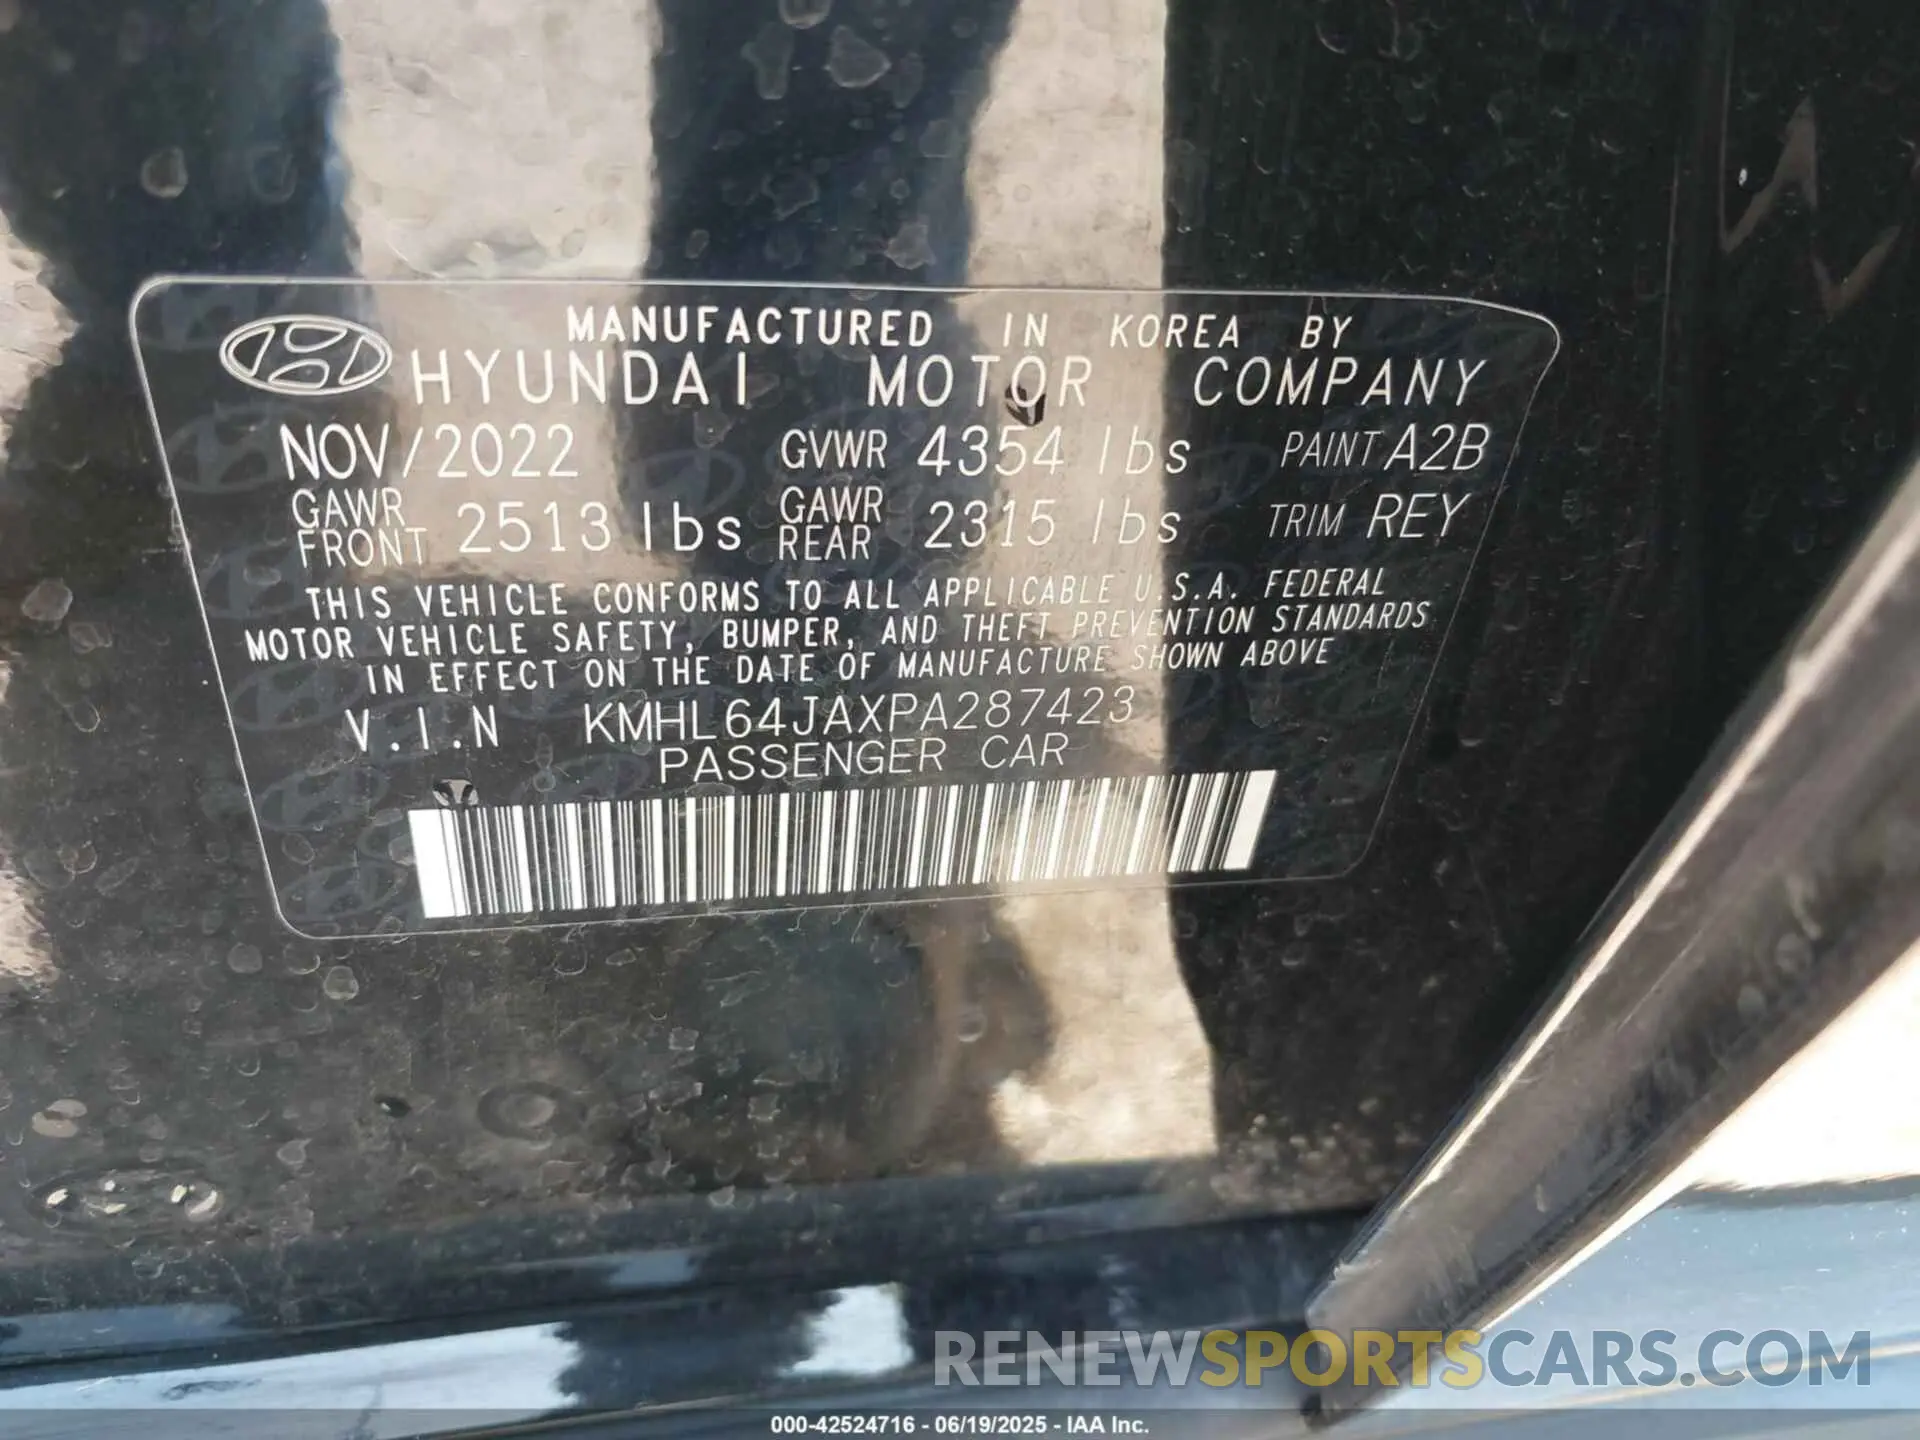 MANUFACTURED IN KOREA BY
HYUNDAI MOTOR COMPANY
NOV/2022 GVWR 4354 lbs PAINT A2B
GAWR FRONT 2513 lbs GAWR REAR 2315 lbs TRIM REY
THIS VEHICLE CONFORMS TO ALL APPLICABLE U.S.A. FEDERAL
MOTOR VEHICLE SAFETY, BUMPER, AND THEFT PREVENTION STANDARDS
IN EFFECT ON THE DATE OF MANUFACTURE SHOWN ABOVE
V.I.N KMHL64JAXPA287423
PASSENGER CAR
RENEWSPORTSCARS.COM
000-42524716 - 06/19/2025 - IAA Inc.